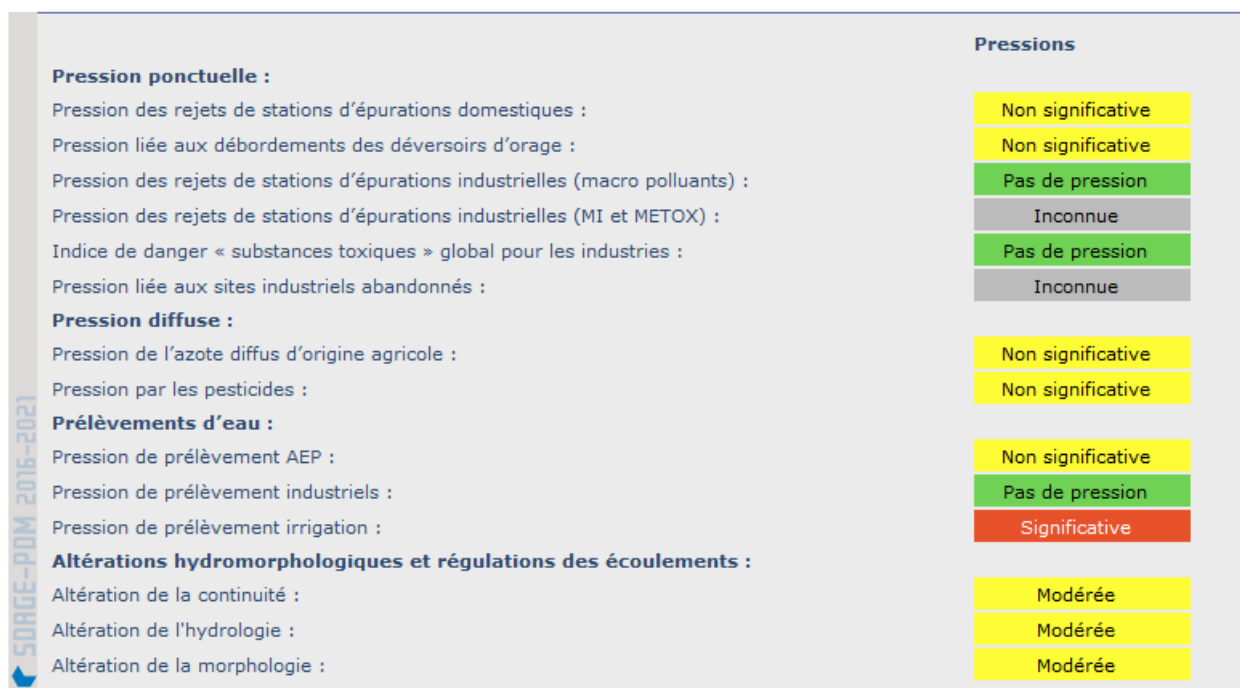 Pressions
Pression ponctuelle :
Pression des rejets de stations d’épurations domestiques : Non significative
Pression liée aux débordements des déversoirs d’orage : Non significative
Pression des rejets de stations d’épurations industrielles (macro polluants) : Pas de pression
Pression des rejets de stations d’épurations industrielles (MI et METOX) : Inconnue
Indice de danger « substances toxiques » global pour les industries : Pas de pression
Pression liée aux sites industriels abandonnés : Inconnue
Pression diffuse :
Pression de l’azote diffus d’origine agricole : Non significative
Pression par les pesticides : Non significative
Prélèvements d’eau :
Pression de prélèvement AEP : Non significative
Pression de prélèvement industriels : Pas de pression
Pression de prélèvement irrigation : Significative
Altérations hydromorphologiques et régulations des écoulements :
Altération de la continuité : Modérée
Altération de l'hydrologie : Modérée
Altération de la morphologie : Modérée
SDAGE-PDM 2016-2021